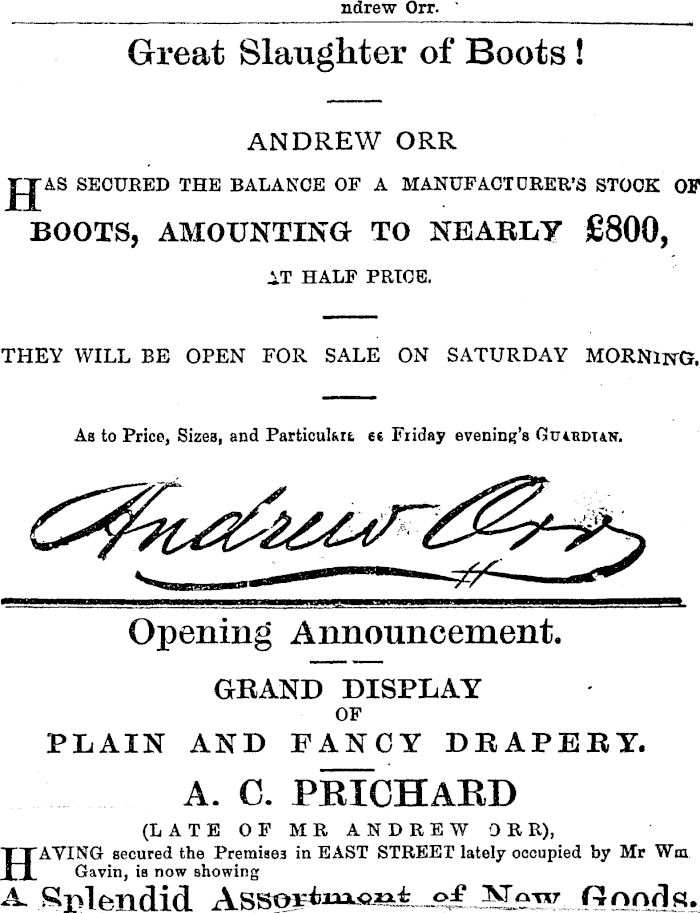 ndrew Orr.
Great Slaughter of Boots!
ANDREW ORR
HAS SECURED THE BALANCE OF A MANUFACTURER'S STOCK OF
BOOTS, AMOUNTING TO NEARLY £800,
AT HALF PRICE.
THEY WILL BE OPEN FOR SALE ON SATURDAY MORNING.
As to Price, Sizes, and Friday evening's GUARDIAN.
Andrew Orr
Opening Announcement.
GRAND DISPLAY
OF
PLAIN AND FANCY DRAPERY.
A. C. PRICHARD
(LATE OF MR ANDREW ORR),
HAVING secured the Premises in EAST STREET lately occupied by Mr Wm
Gavin, is now showing
A Splendid Assortment of New Goods.